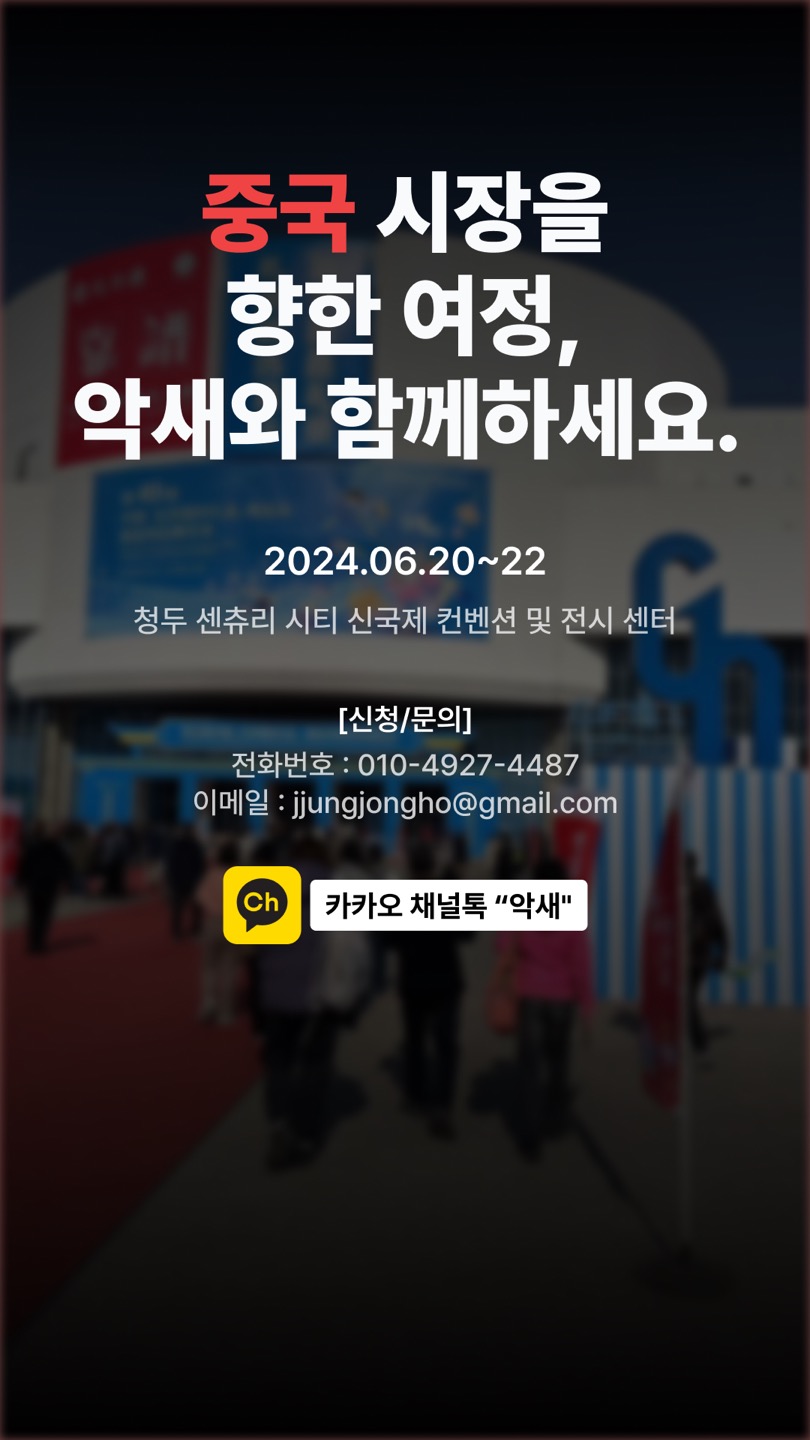 중국 시장을
향한 여정,
악새와 함께하세요.
2024.06.20~22
청두 센츄리 시티 신국제 컨벤션 및 전시 센터
[신청/문의]
전화번호 : 010-4927-4487
이메일 : jjungjongho@gmail.com
Ch
카카오 채널톡 “악새"